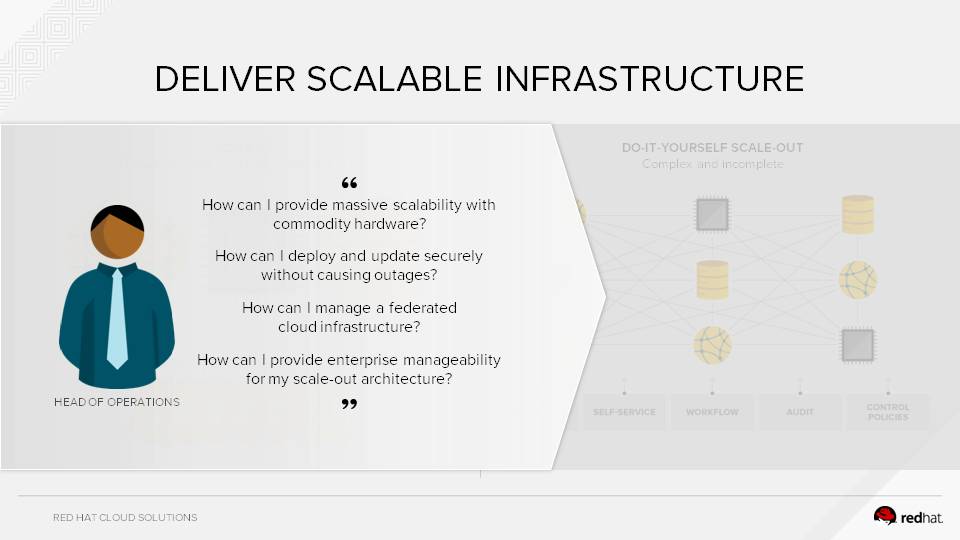 DELIVER SCALABLE INFRASTRUCTURE
“
How can I provide massive scalability with
commodity hardware?
How can I deploy and update securely
without causing outages?
How can I manage a federated
cloud infrastructure?
How can I provide enterprise manageability
for my scale-out architecture?
”
HEAD OF OPERATIONS
DO-IT-YOURSELF SCALE-OUT
Complex and incomplete
SELF-SERVICE
WORKFLOW
AUDIT
CONTROL
POLICIES
RED HAT CLOUD SOLUTIONS
redhat.